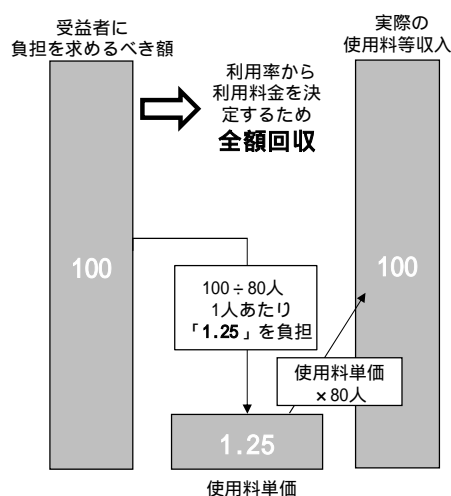 受益者に
負担を求めるべき額
実際の
使用料等収入
利用率から
利用料金を決
定するため
全額回収
100
100
100÷80人
1人あたり
「1.25」を負担
使用料単価
×80人
1.25
使用料単価